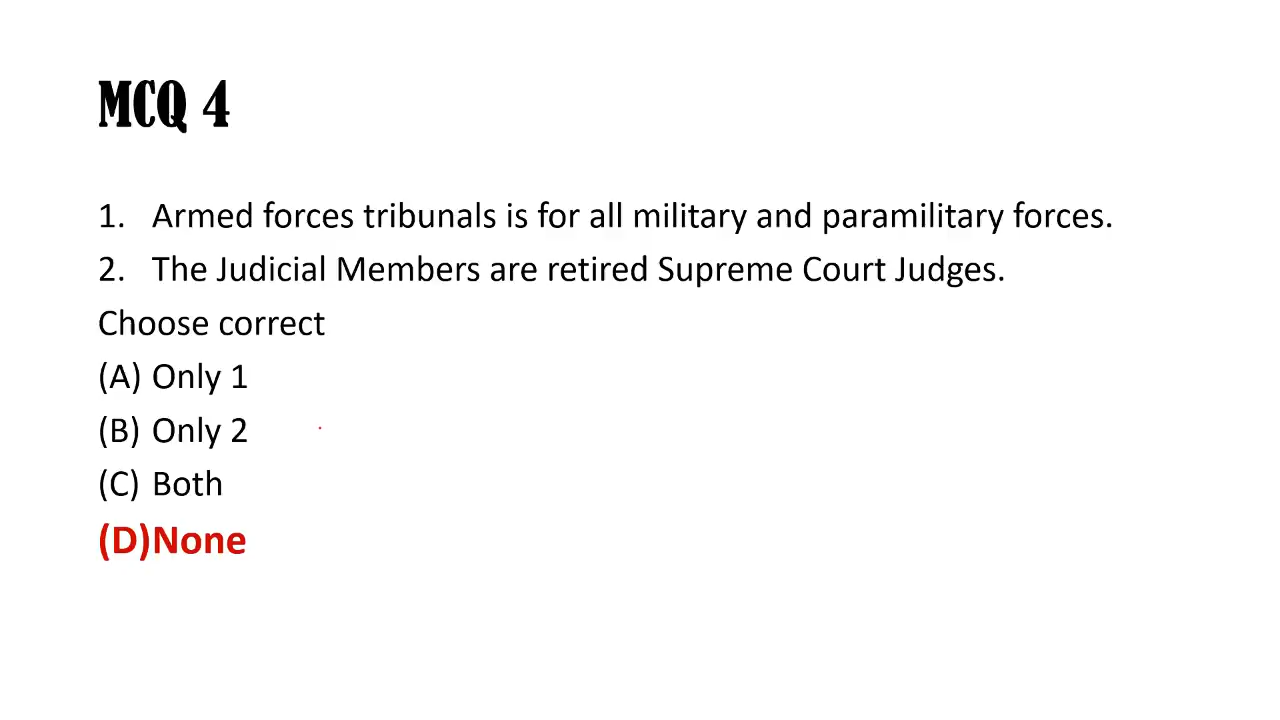 MCQ 4
1. Armed forces tribunals is for all military and paramilitary forces.
2. The Judicial Members are retired Supreme Court Judges.
Choose correct
(A) Only 1
(B) Only 2
(C) Both
(D)None